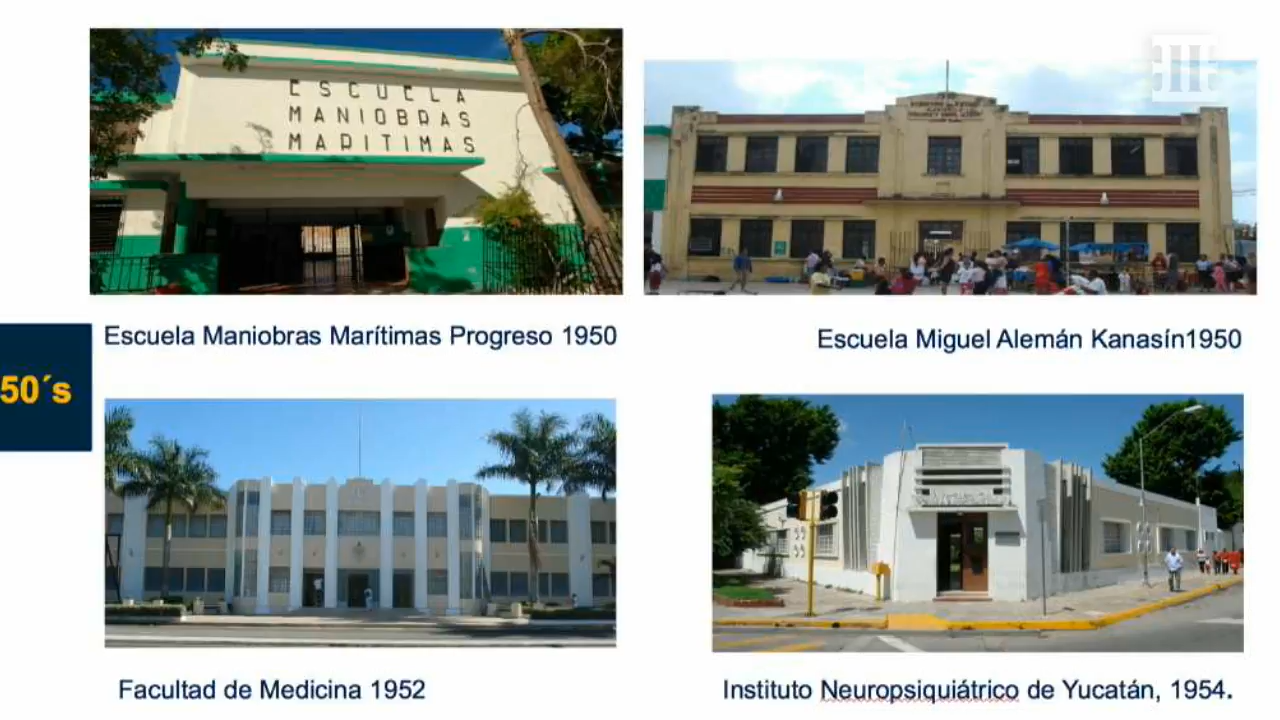 ESCUELA
MANIOBRAS
MARITIMAS
Escuela Maniobras Marítimas Progreso 1950
Escuela Miguel Alemán Kanasín1950
50´s
Facultad de Medicina 1952
Instituto Neuropsiquiátrico de Yucatán, 1954.